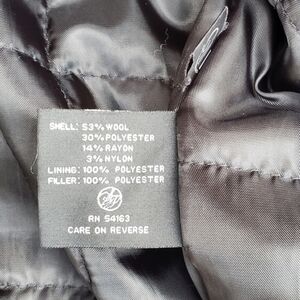 SHELL: 53% WOOL
30% POLYESTER
14% RAYON
3% NYLON
LINING: 100% POLYESTER
FILLER: 100% POLYESTER
RN 54163
CARE ON REVERSE